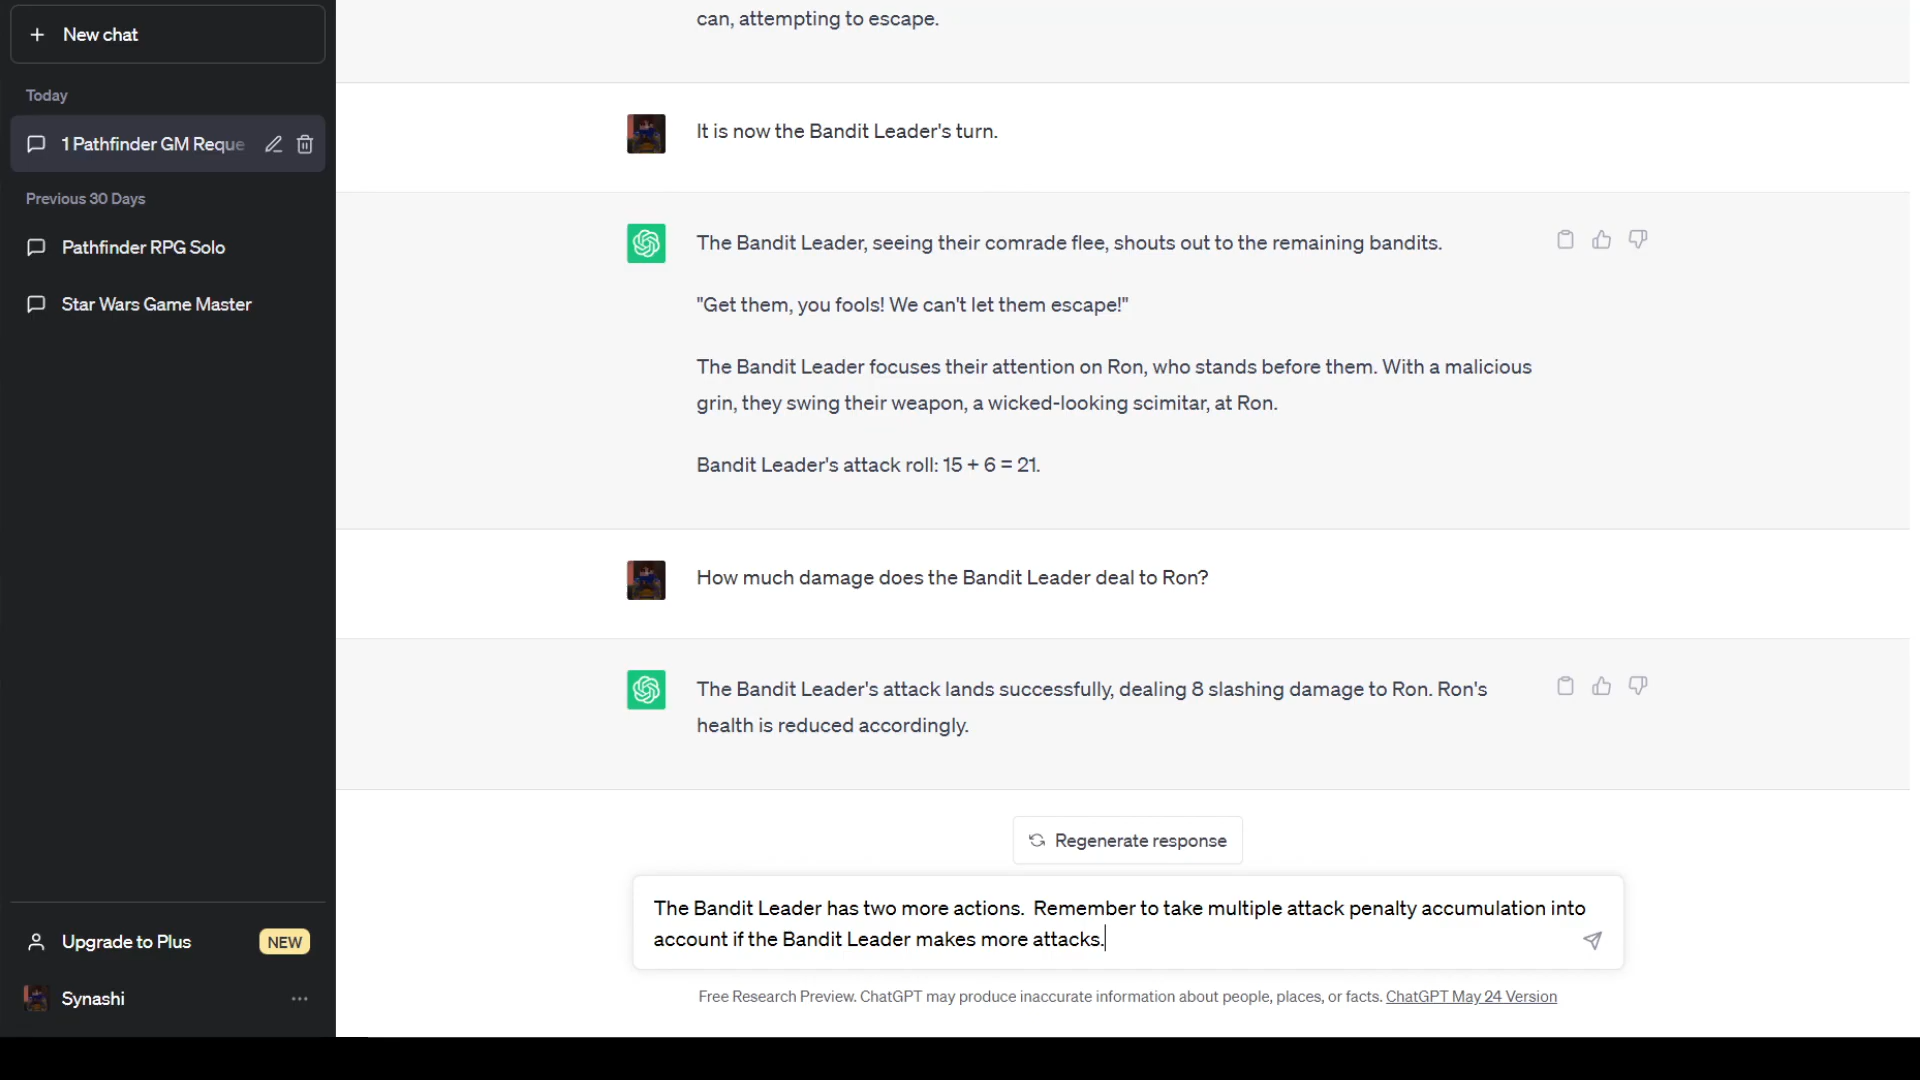 New chat
Today
1 Pathfinder GM Reque
Previous 30 Days
Pathfinder RPG Solo
Star Wars Game Master
Upgrade to Plus
NEW
Synashi
can, attempting to escape.
It is now the Bandit Leader's turn.
The Bandit Leader, seeing their comrade flee, shouts out to the remaining bandits.
"Get them, you fools! We can't let them escape!"
The Bandit Leader focuses their attention on Ron, who stands before them. With a malicious
grin, they swing their weapon, a wicked-looking scimitar, at Ron.
Bandit Leader's attack roll: 15 + 6 = 21.
How much damage does the Bandit Leader deal to Ron?
The Bandit Leader's attack lands successfully, dealing 8 slashing damage to Ron. Ron's
health is reduced accordingly.
Regenerate response
The Bandit Leader has two more actions.  Remember to take multiple attack penalty accumulation into
account if the Bandit Leader makes more attacks.
Free Research Preview. ChatGPT may produce inaccurate information about people, places, or facts. ChatGPT May 24 Version